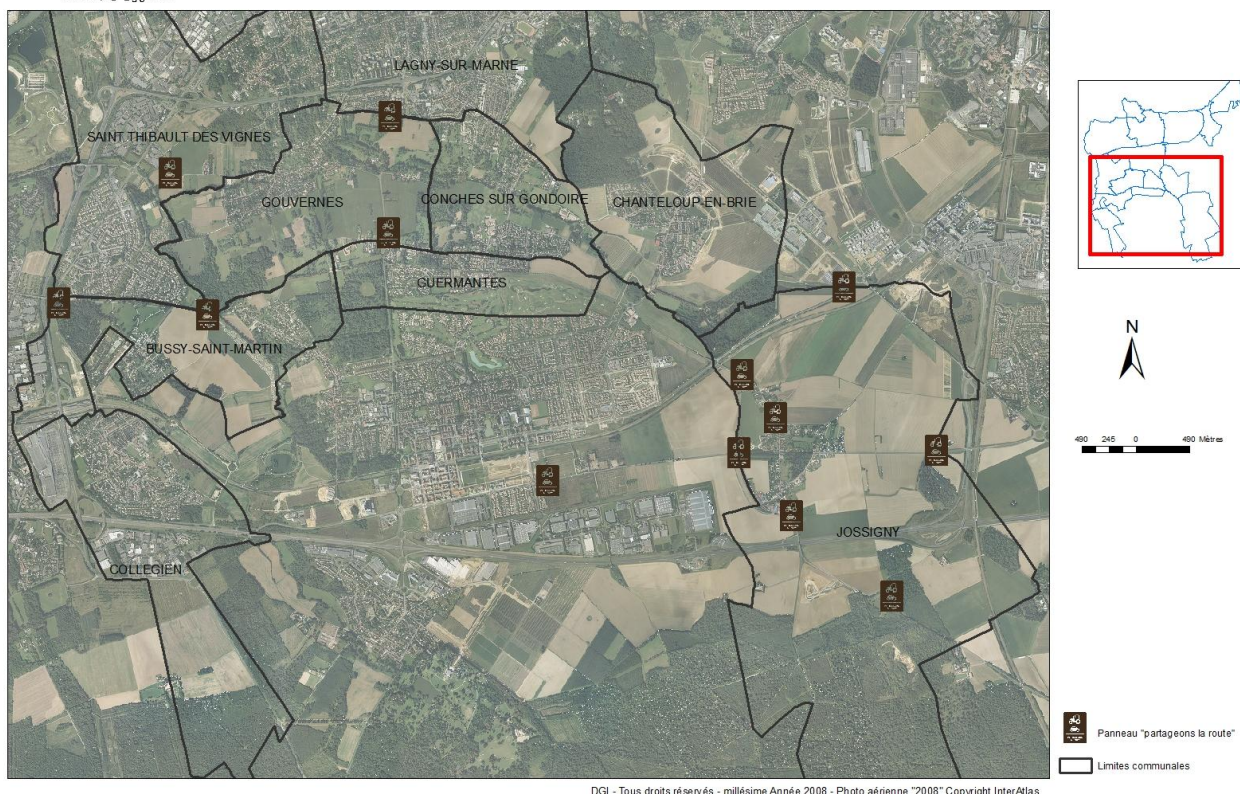 LAGNY-SUR-MARNE
SAINT THIBAULT DES VIGNES
GOUVERNES
CONCHES SUR GONDOIRE
CHANTELOUP-EN-BRIE
GUERMANTES
BUSSY-SAINT-MARTIN
JOSSIGNY
COLLEGIEN
N
490 245 0 490 Mètres
Panneau "partageons la route"
Limites communales
DGI - Tous droits réservés - millésime Année 2008 - Photo aérienne "2008" Copyright InterAtlas